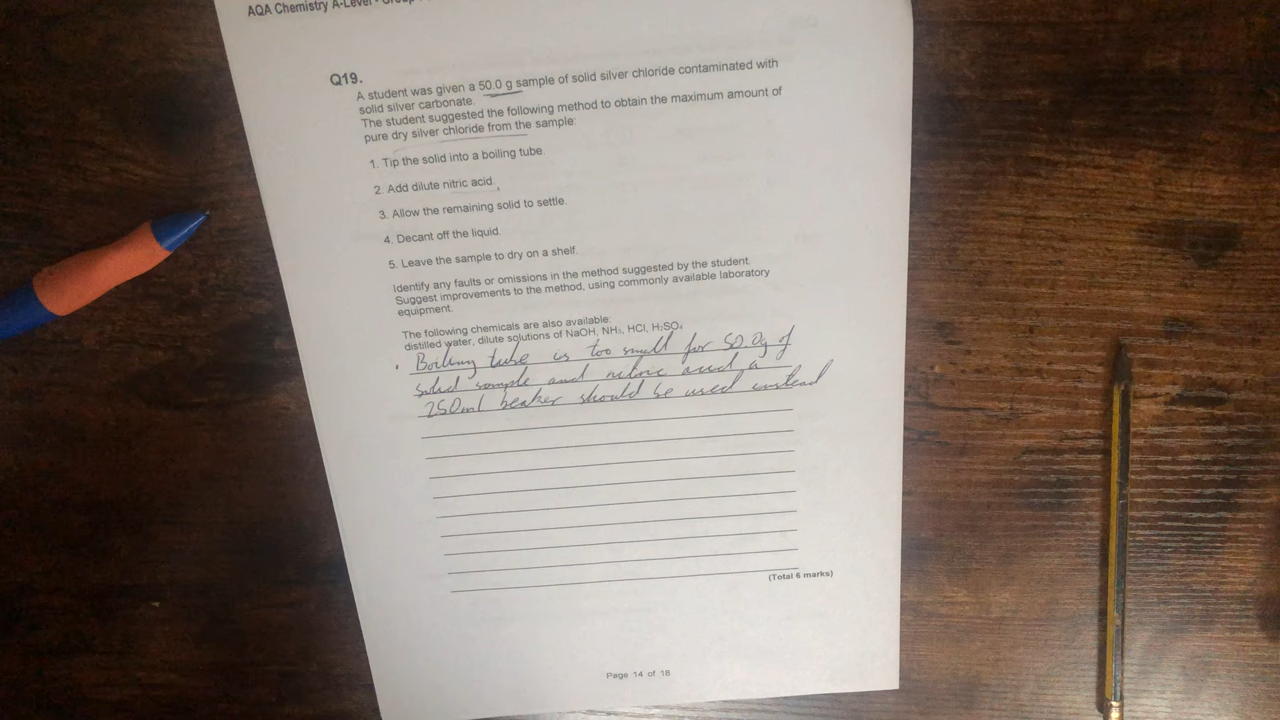 AQA Chemistry A-Level - Group
Q19.
A student was given a 50.0 g sample of solid silver chloride contaminated with
solid silver carbonate.
The student suggested the following method to obtain the maximum amount of
pure dry silver chloride from the sample:
1. Tip the solid into a boiling tube.
2. Add dilute nitric acid.
3. Allow the remaining solid to settle.
4. Decant off the liquid.
5. Leave the sample to dry on a shelf.
Identify any faults or omissions in the method suggested by the student.
Suggest improvements to the method, using commonly available laboratory
equipment.
The following chemicals are also available:
distilled water, dilute solutions of NaOH, NH₃, HCl, H₂SO₄
· Boiling tube is too small for 50.0g of
solid sample and nitric acid a
250ml beaker should be used instead
(Total 6 marks)
Page 14 of 18